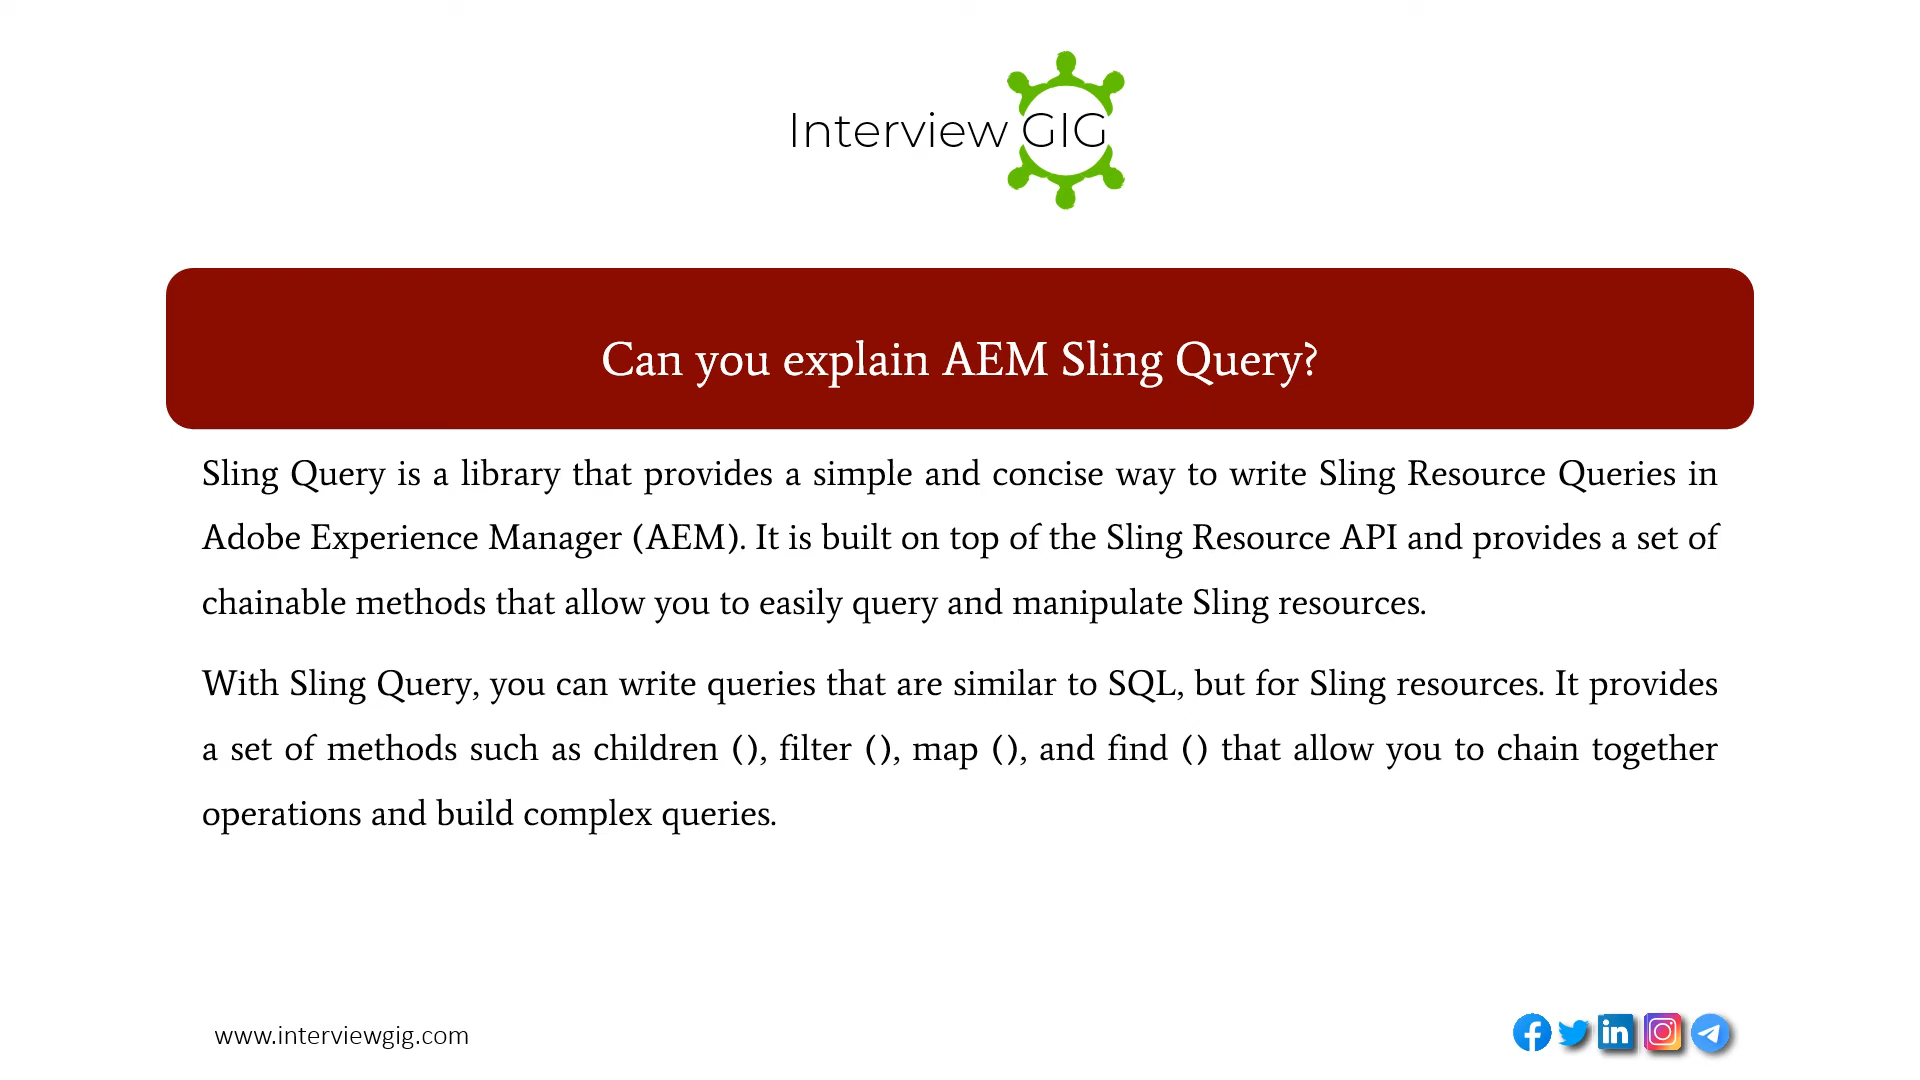 Interview GIG
Can you explain AEM Sling Query?
Sling Query is a library that provides a simple and concise way to write Sling Resource Queries in
Adobe Experience Manager (AEM). It is built on top of the Sling Resource API and provides a set of
chainable methods that allow you to easily query and manipulate Sling resources.
With Sling Query, you can write queries that are similar to SQL, but for Sling resources. It provides
a set of methods such as children (), filter (), map (), and find () that allow you to chain together
operations and build complex queries.
www.interviewgig.com